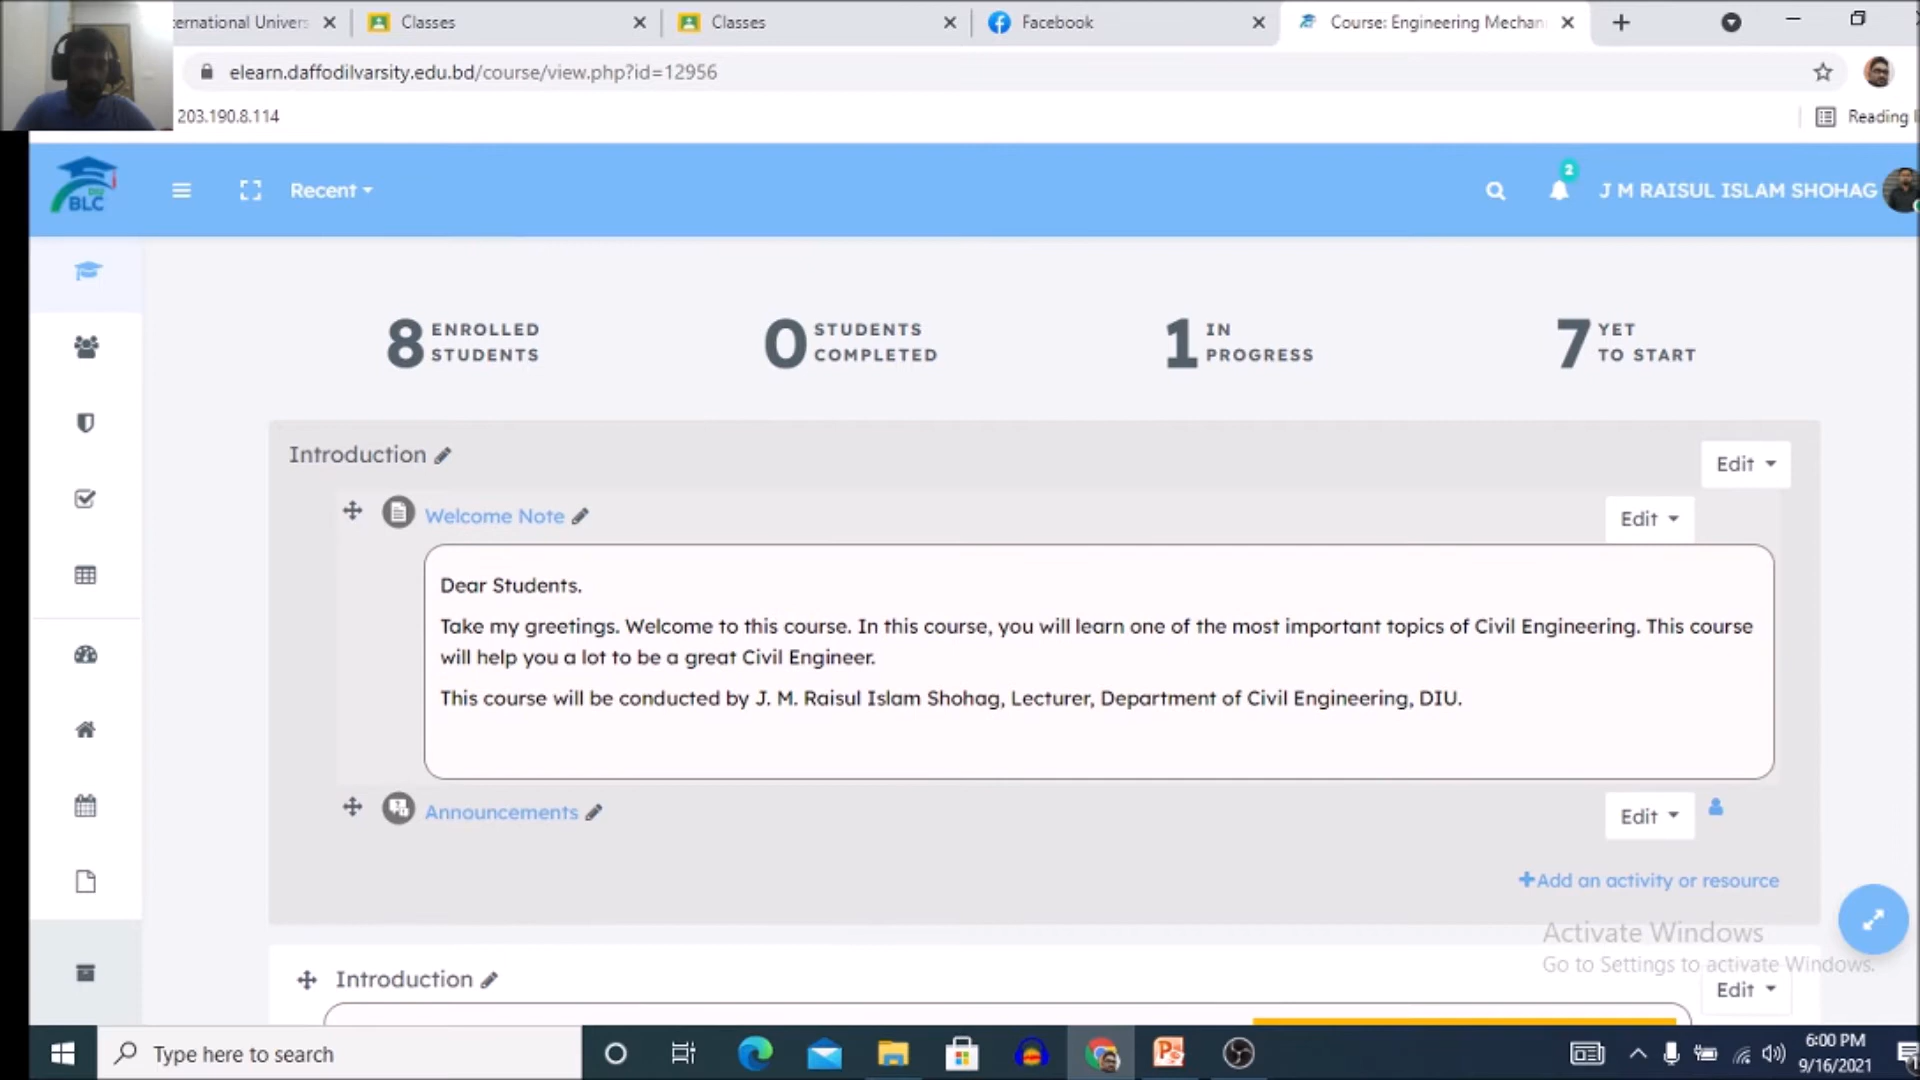 ternational Univers
Classes
Classes
Facebook
Course: Engineering Mechan
elearn.daffodilvarsity.edu.bd/course/view.php?id=12956
203.190.8.114
Reading
DIU
BLC
Recent
2
J M RAISUL ISLAM SHOHAG
8 ENROLLED STUDENTS
0 STUDENTS COMPLETED
1 IN PROGRESS
7 YET TO START
Introduction
Edit
Welcome Note
Edit
Dear Students.
Take my greetings. Welcome to this course. In this course, you will learn one of the most important topics of Civil Engineering. This course
will help you a lot to be a great Civil Engineer.
This course will be conducted by J. M. Raisul Islam Shohag, Lecturer, Department of Civil Engineering, DIU.
Announcements
Edit
+Add an activity or resource
Activate Windows
Go to Settings to activate Windows.
Introduction
Edit
Type here to search
6:00 PM
9/16/2021